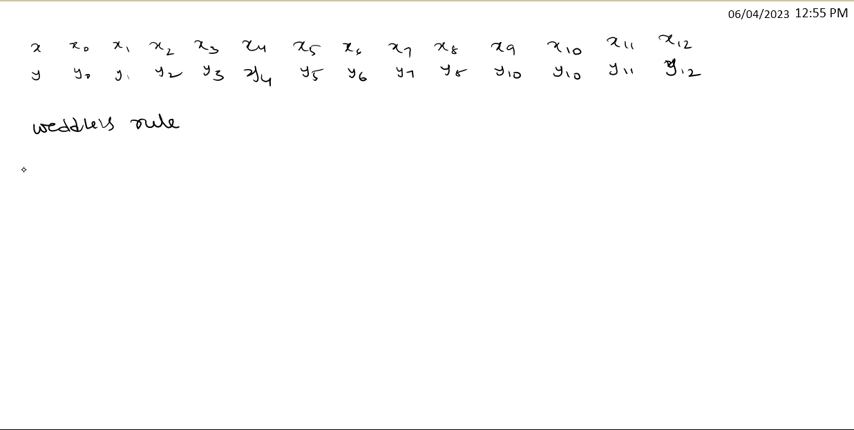 06/04/2023 12:55 PM
x x₀ x₁ x₂ x₃ x₄ x₅ x₆ x₇ x₈ x₉ x₁₀ x₁₁ x₁₂
y y₀ y₁ y₂ y₃ y₄ y₅ y₆ y₇ y₈ y₁₀ y₁₀ y₁₁ y₁₂
weddles rule